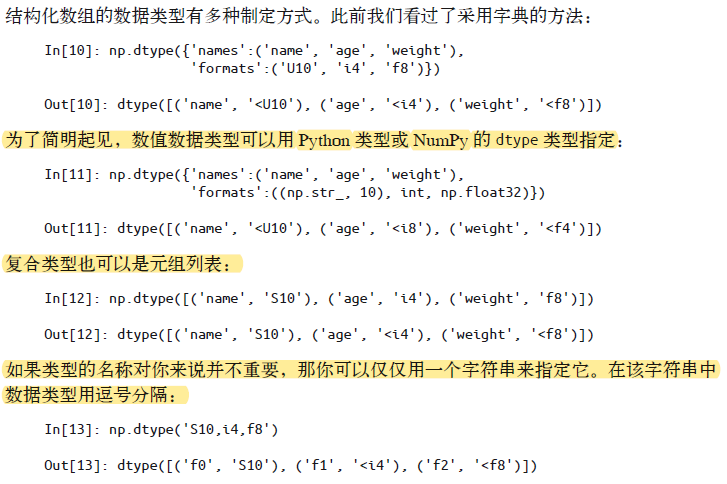 结构化数组的数据类型有多种制定方式。此前我们看过了采用字典的方法：
In[10]: np.dtype({'names':('name', 'age', 'weight'),
'formats':('U10', 'i4', 'f8')})
Out[10]: dtype([('name', '<U10'), ('age', '<i4'), ('weight', '<f8')])
为了简明起见，数值数据类型可以用 Python 类型或 NumPy 的 dtype 类型指定：
In[11]: np.dtype({'names':('name', 'age', 'weight'),
'formats':((np.str_, 10), int, np.float32)})
Out[11]: dtype([('name', '<U10'), ('age', '<i8'), ('weight', '<f4')])
复合类型也可以是元组列表：
In[12]: np.dtype([('name', 'S10'), ('age', 'i4'), ('weight', 'f8')])
Out[12]: dtype([('name', 'S10'), ('age', '<i4'), ('weight', '<f8')])
如果类型的名称对你来说并不重要，那你可以仅仅用一个字符串来指定它。在该字符串中
数据类型用逗号分隔：
In[13]: np.dtype('S10,i4,f8')
Out[13]: dtype([('f0', 'S10'), ('f1', '<i4'), ('f2', '<f8')])